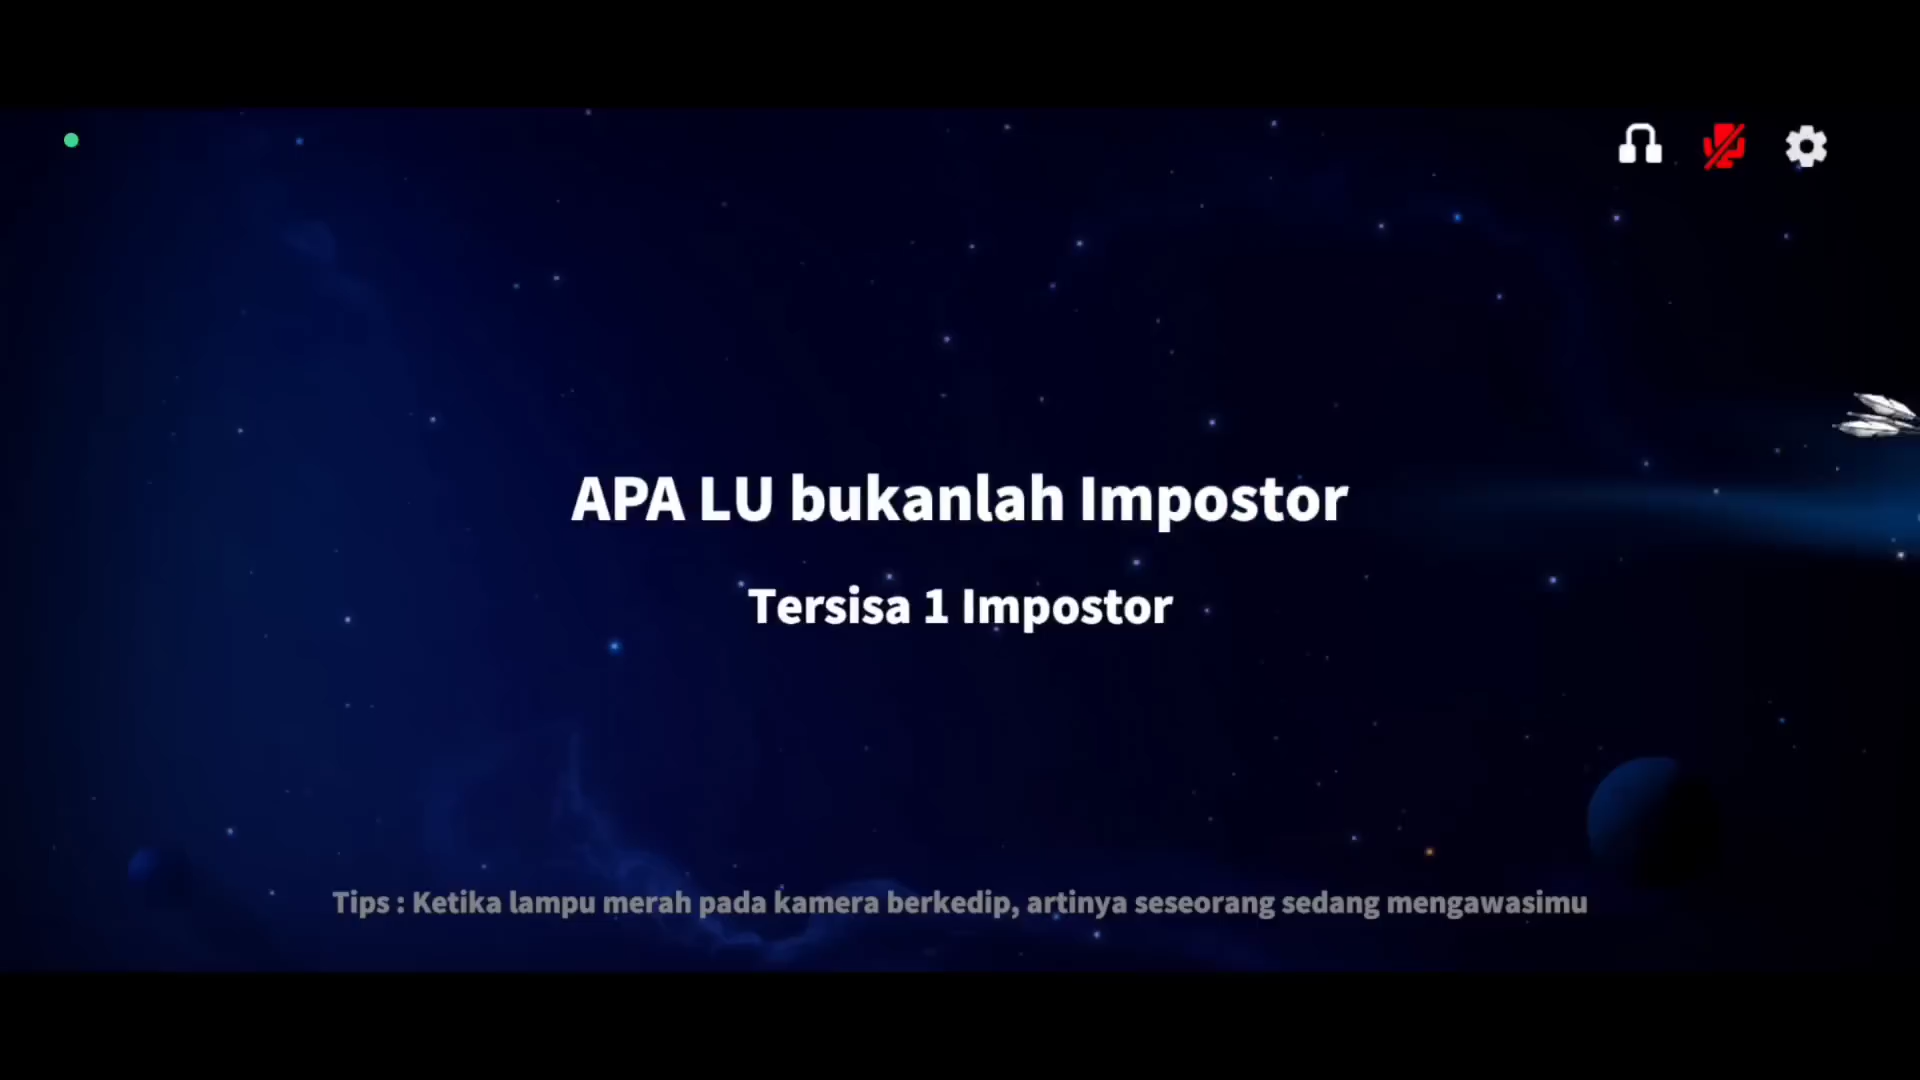 APA LU bukanlah Impostor
Tersisa 1 Impostor
Tips : Ketika lampu merah pada kamera berkedip, artinya seseorang sedang mengawasimu